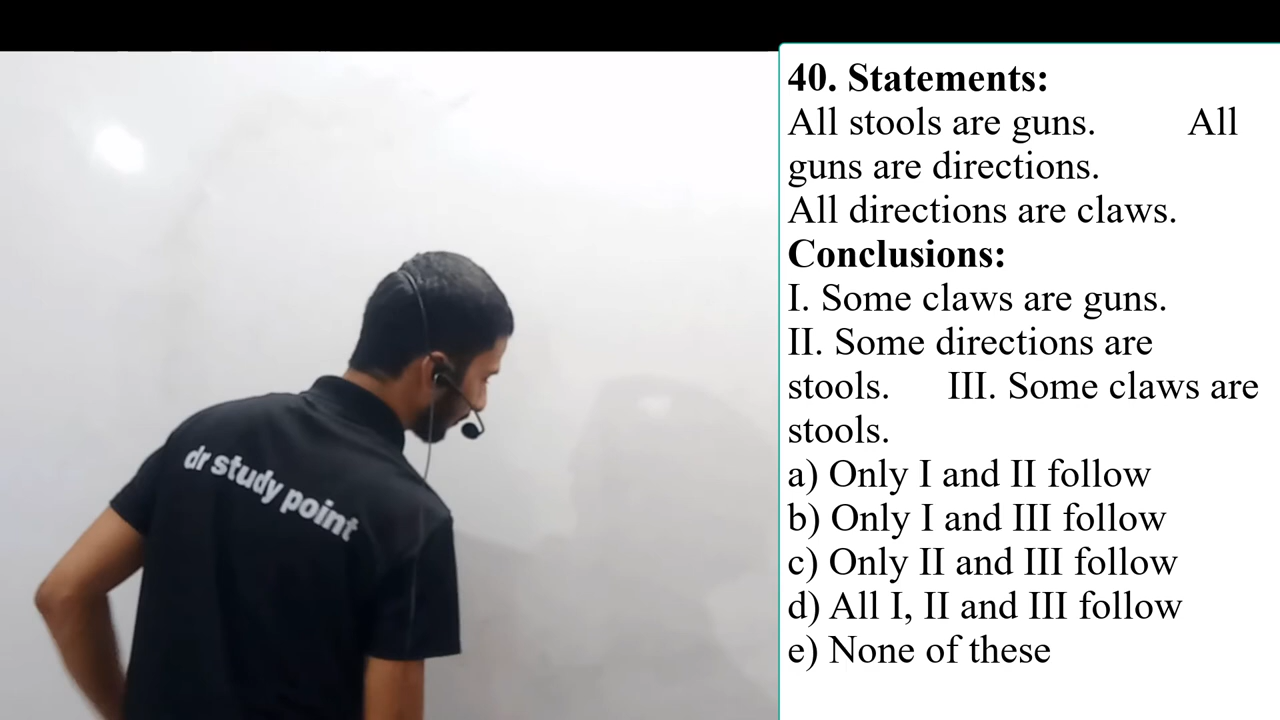 dr study point
40. Statements:
All stools are guns. All
guns are directions.
All directions are claws.
Conclusions:
I. Some claws are guns.
II. Some directions are
stools. III. Some claws are
stools.
a) Only I and II follow
b) Only I and III follow
c) Only II and III follow
d) All I, II and III follow
e) None of these